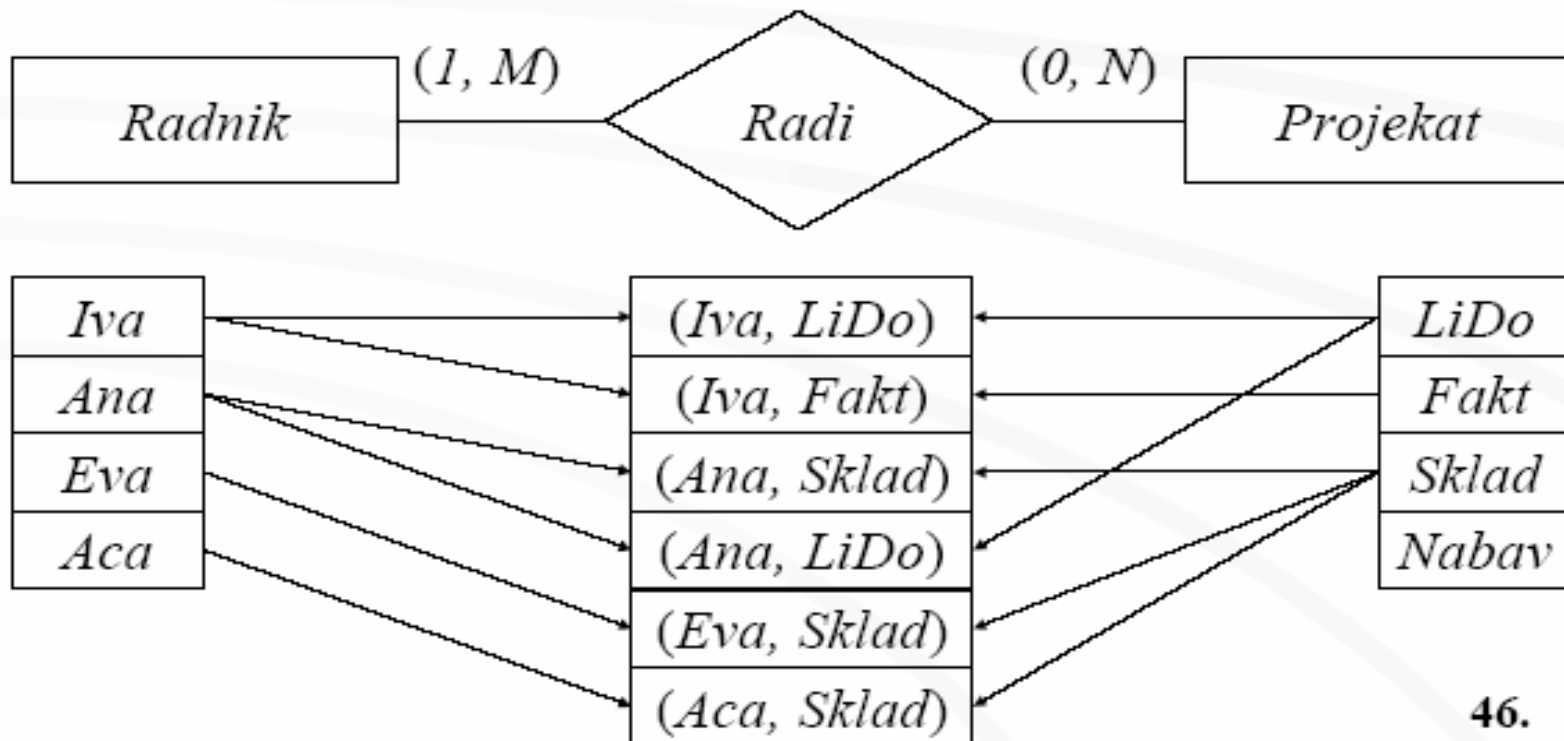 (1, M) (0, N)
Radnik Radi Projekat
Iva (Iva, LiDo) LiDo
Ana (Iva, Fakt) Fakt
Eva (Ana, Sklad) Sklad
Aca (Ana, LiDo) Nabav
(Eva, Sklad)
(Aca, Sklad) 46.